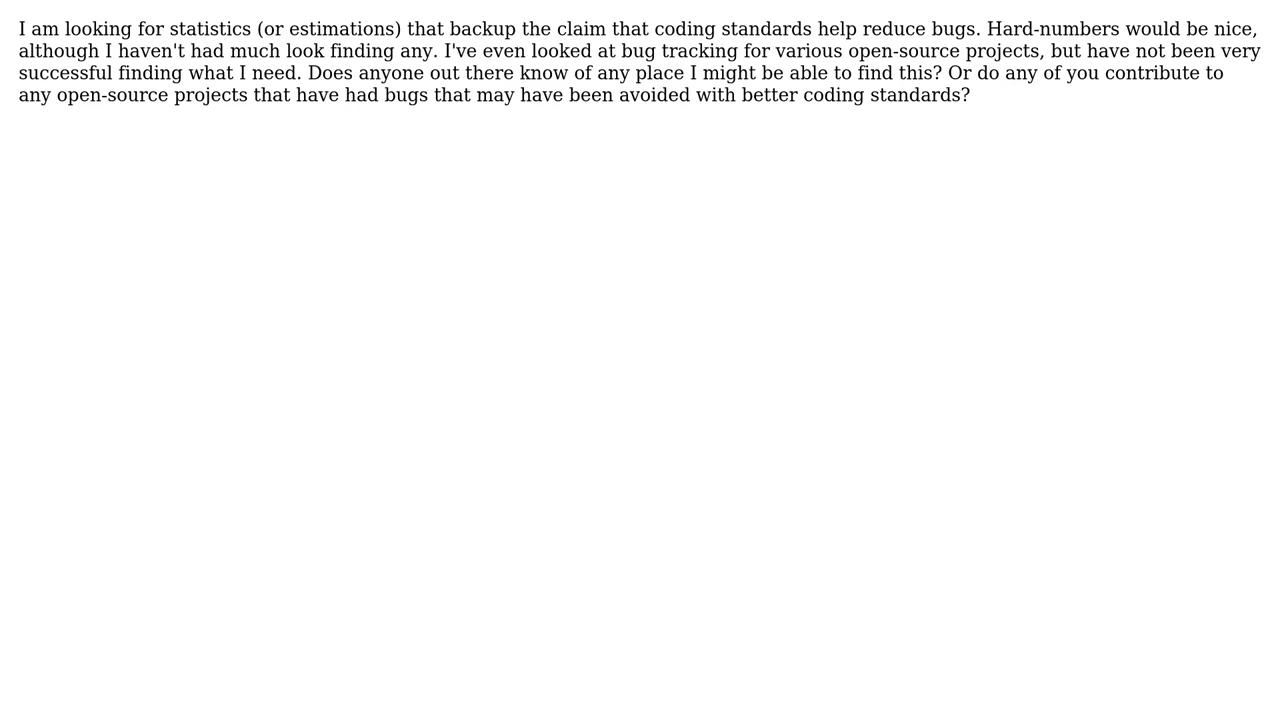 I am looking for statistics (or estimations) that backup the claim that coding standards help reduce bugs. Hard-numbers would be nice,
although I haven't had much look finding any. I've even looked at bug tracking for various open-source projects, but have not been very
successful finding what I need. Does anyone out there know of any place I might be able to find this? Or do any of you contribute to
any open-source projects that have had bugs that may have been avoided with better coding standards?